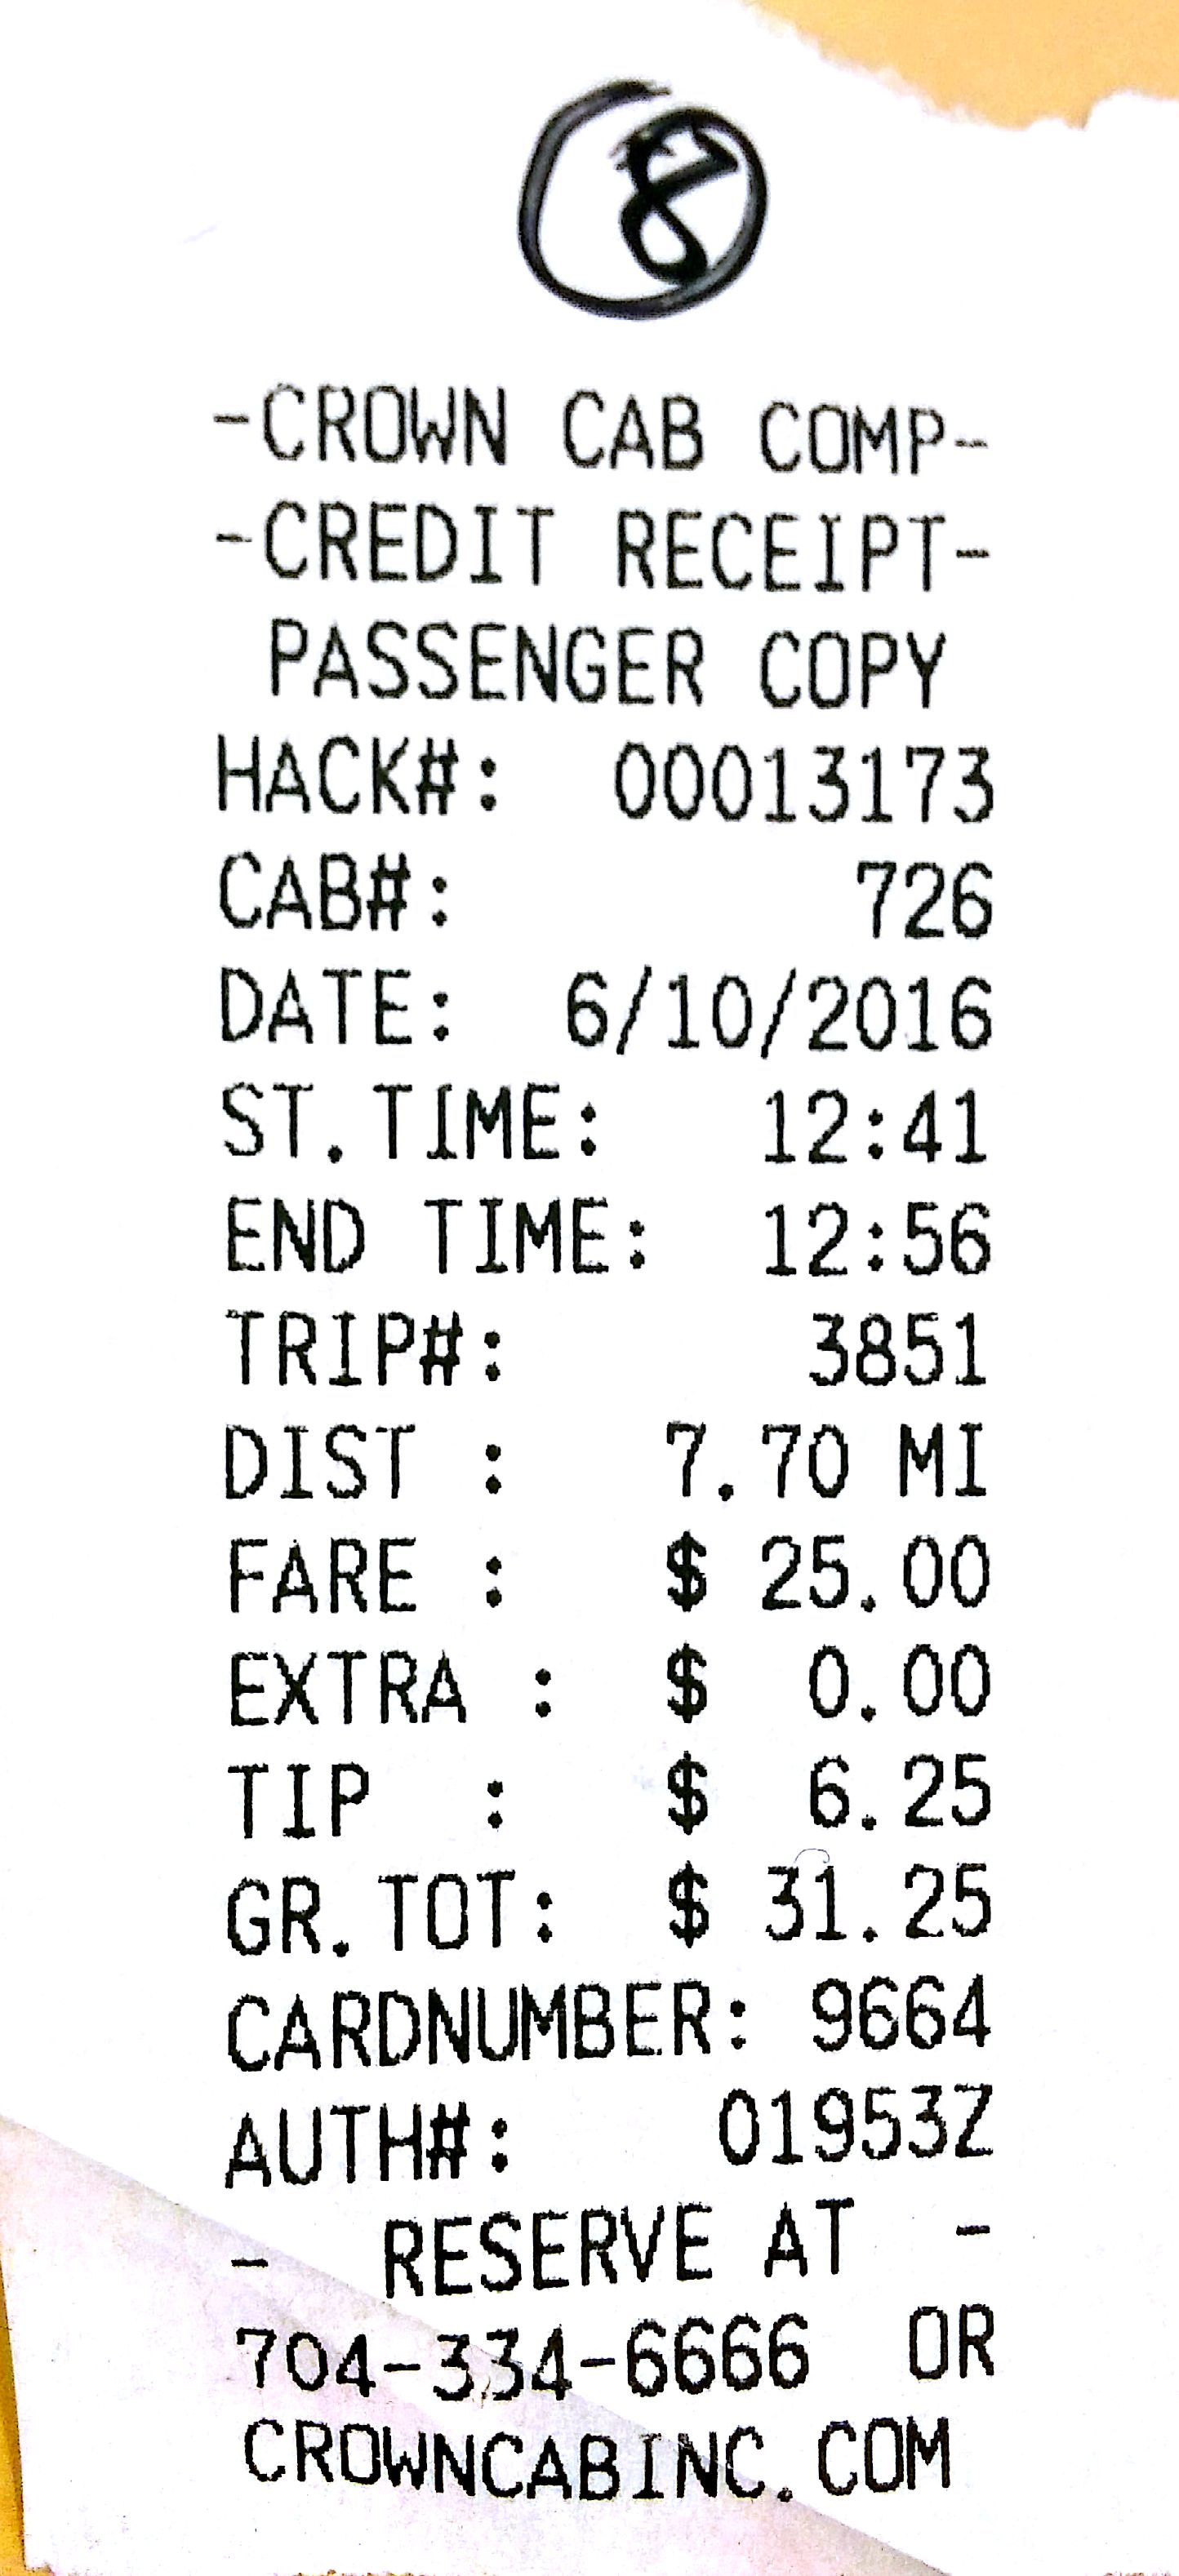 8
-CROWN CAB COMP-
-CREDIT RECEIPT-
PASSENGER COPY
HACK#: 00013173
CAB#: 726
DATE: 6/10/2016
ST.TIME: 12:41
END TIME: 12:56
TRIP#: 3851
DIST : 7.70 MI
FARE : $ 25.00
EXTRA : $ 0.00
TIP : $ 6.25
GR.TOT: $ 31.25
CARDNUMBER: 9664
AUTH#: 01953Z
- RESERVE AT -
704-334-6666 OR
CROWNCABINC.COM